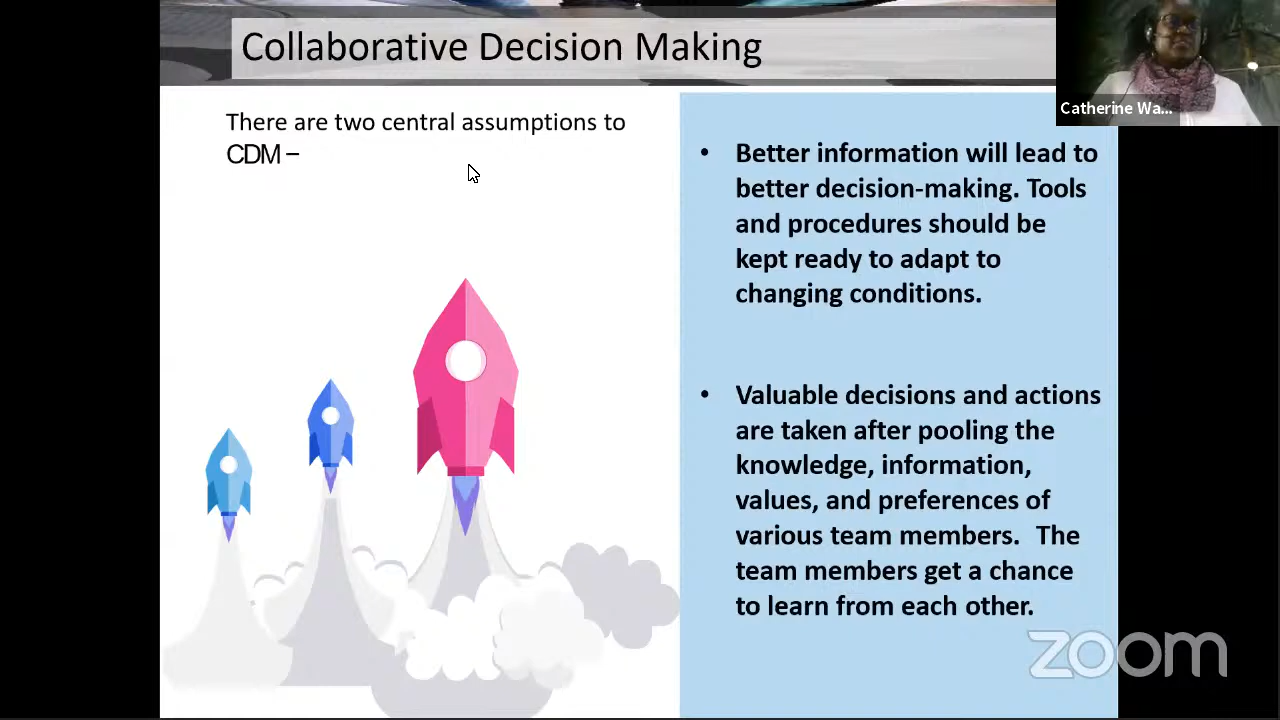 Collaborative Decision Making
Catherine Wa...
There are two central assumptions to
CDM –
• Better information will lead to
better decision-making. Tools
and procedures should be
kept ready to adapt to
changing conditions.
• Valuable decisions and actions
are taken after pooling the
knowledge, information,
values, and preferences of
various team members. The
team members get a chance
to learn from each other.
zoom